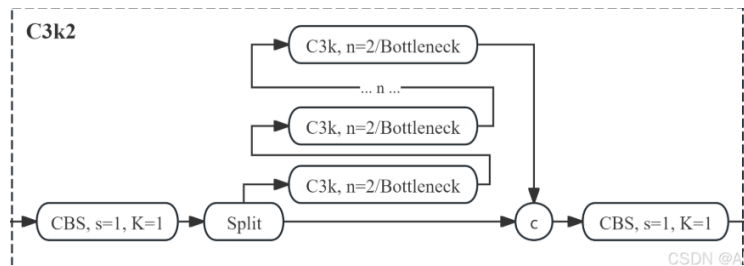 C3k2
C3k, n=2/Bottleneck
... n ...
C3k, n=2/Bottleneck
C3k, n=2/Bottleneck
CBS, s=1, K=1
Split
c
CBS, s=1, K=1
CSDN @A